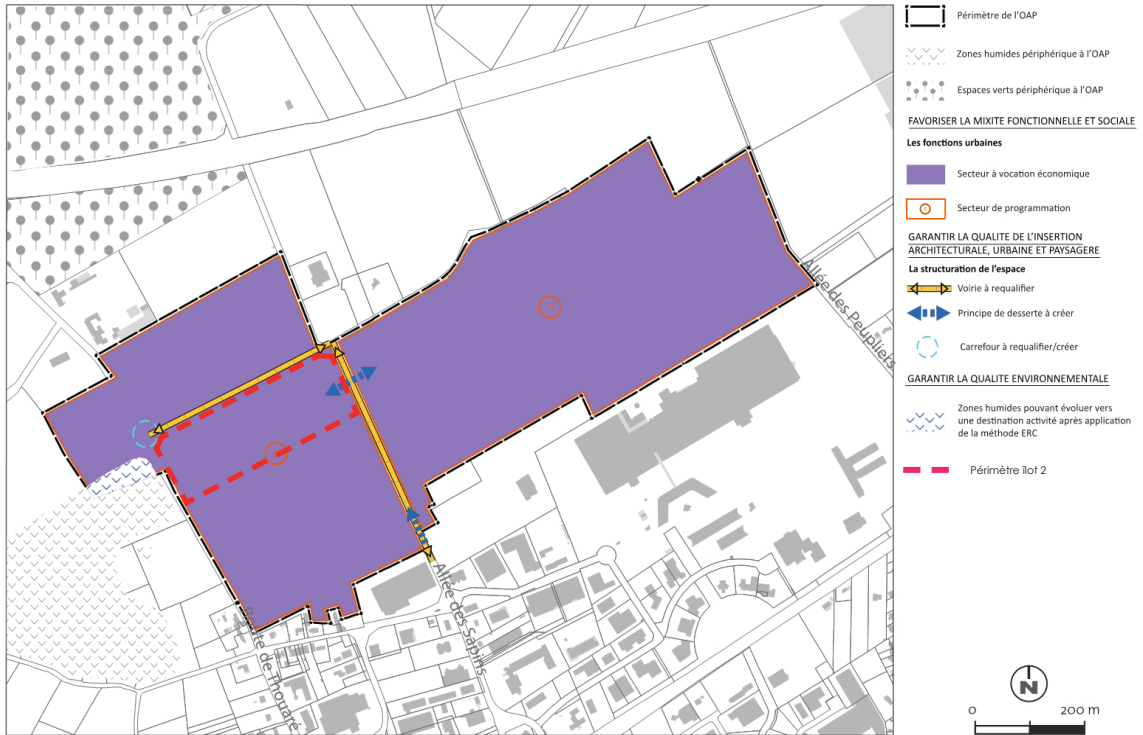 Périmètre de l'OAP
Zones humides périphérique à l'OAP
Espaces verts périphérique à l'OAP
FAVORISER LA MIXITE FONCTIONNELLE ET SOCIALE
Les fonctions urbaines
Secteur à vocation économique
Secteur de programmation
GARANTIR LA QUALITE DE L'INSERTION
ARCHITECTURALE, URBAINE ET PAYSAGERE
La structuration de l'espace
Voirie à requalifier
Principe de desserte à créer
Carrefour à requalifier/créer
GARANTIR LA QUALITE ENVIRONNEMENTALE
Zones humides pouvant évoluer vers
une destination activité après application
de la méthode ERC
Périmètre îlot 2
Allée des Peupliers
Allée des Sapins
Route de Thouaré
N
0 200 m